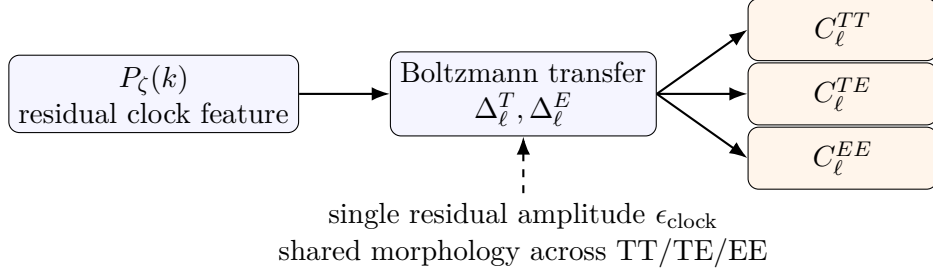 P_ζ(k)
residual clock feature
Boltzmann transfer
Δ_ℓ^T, Δ_ℓ^E
C_ℓ^{TT}
C_ℓ^{TE}
C_ℓ^{EE}
single residual amplitude ϵ_clock
shared morphology across TT/TE/EE